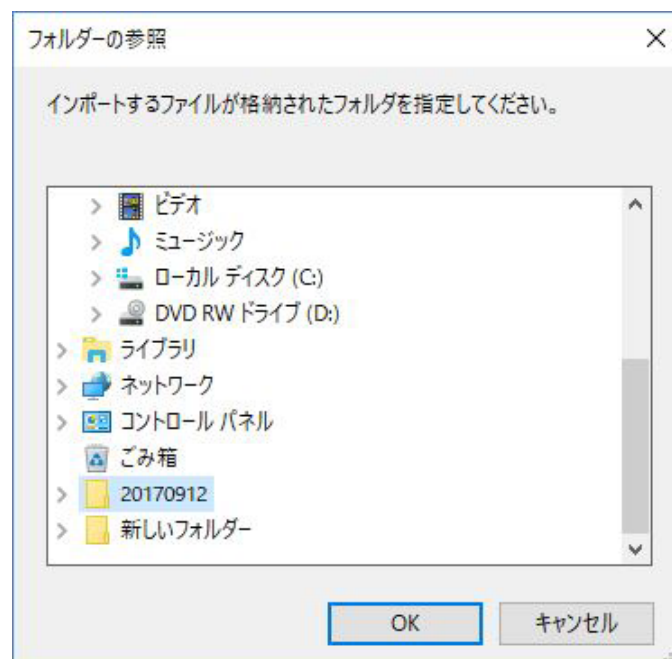 フォルダーの参照
インポートするファイルが格納されたフォルダを指定してください。
ビデオ
ミュージック
ローカル ディスク (C:)
DVD RW ドライブ (D:)
ライブラリ
ネットワーク
コントロール パネル
ごみ箱
20170912
新しいフォルダー
OK
キャンセル